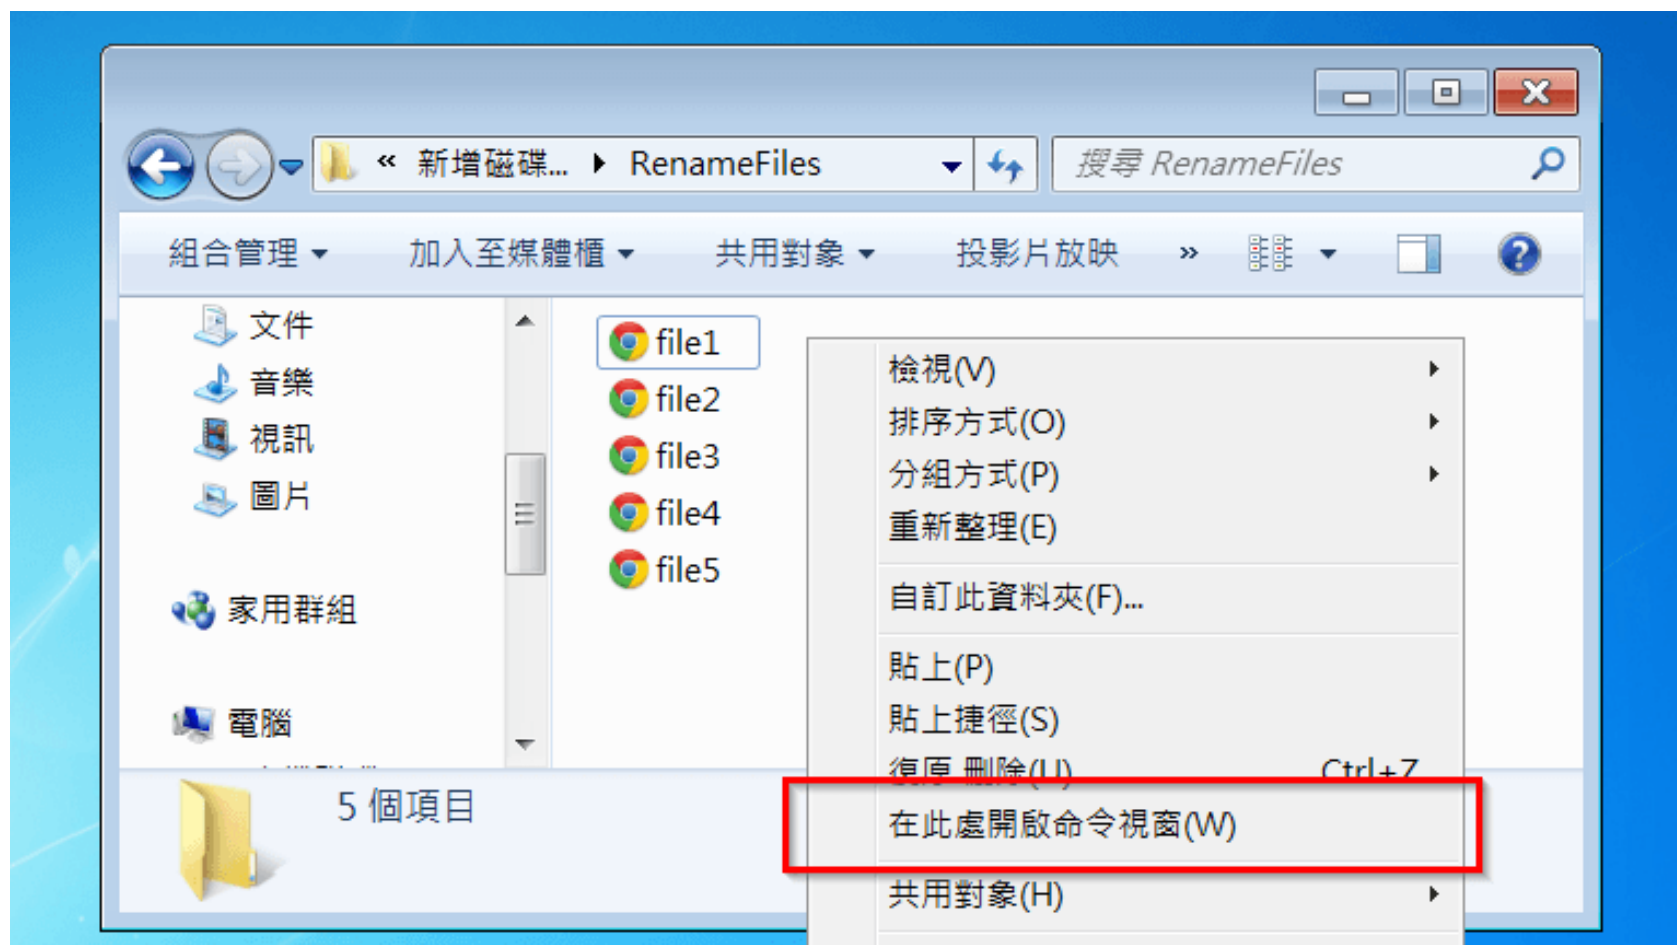 « 新增磁碟... ▸ RenameFiles
搜尋 RenameFiles
組合管理 加入至媒體櫃 共用對象 投影片放映 »
文件
音樂
視訊
圖片
家用群組
電腦
file1
file2
file3
file4
file5
檢視(V)
排序方式(O)
分組方式(P)
重新整理(E)
自訂此資料夾(F)...
貼上(P)
貼上捷徑(S)
復原 刪除(U) Ctrl+Z
在此處開啟命令視窗(W)
共用對象(H)
5 個項目